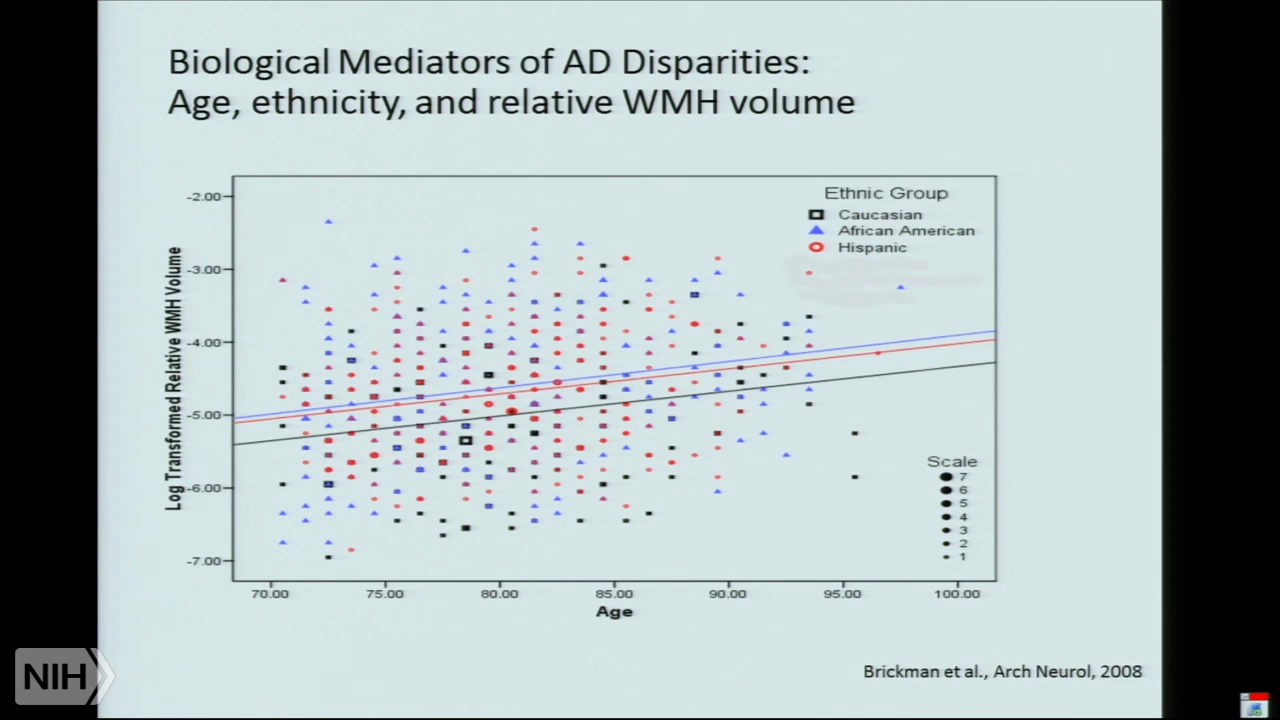 Biological Mediators of AD Disparities:
Age, ethnicity, and relative WMH volume
Log Transformed Relative WMH Volume
-2.00
-3.00
-4.00
-5.00
-6.00
-7.00
70.00 75.00 80.00 85.00 90.00 95.00 100.00
Age
Ethnic Group
Caucasian
African American
Hispanic
Scale
7
6
5
4
3
2
1
Brickman et al., Arch Neurol, 2008
NIH